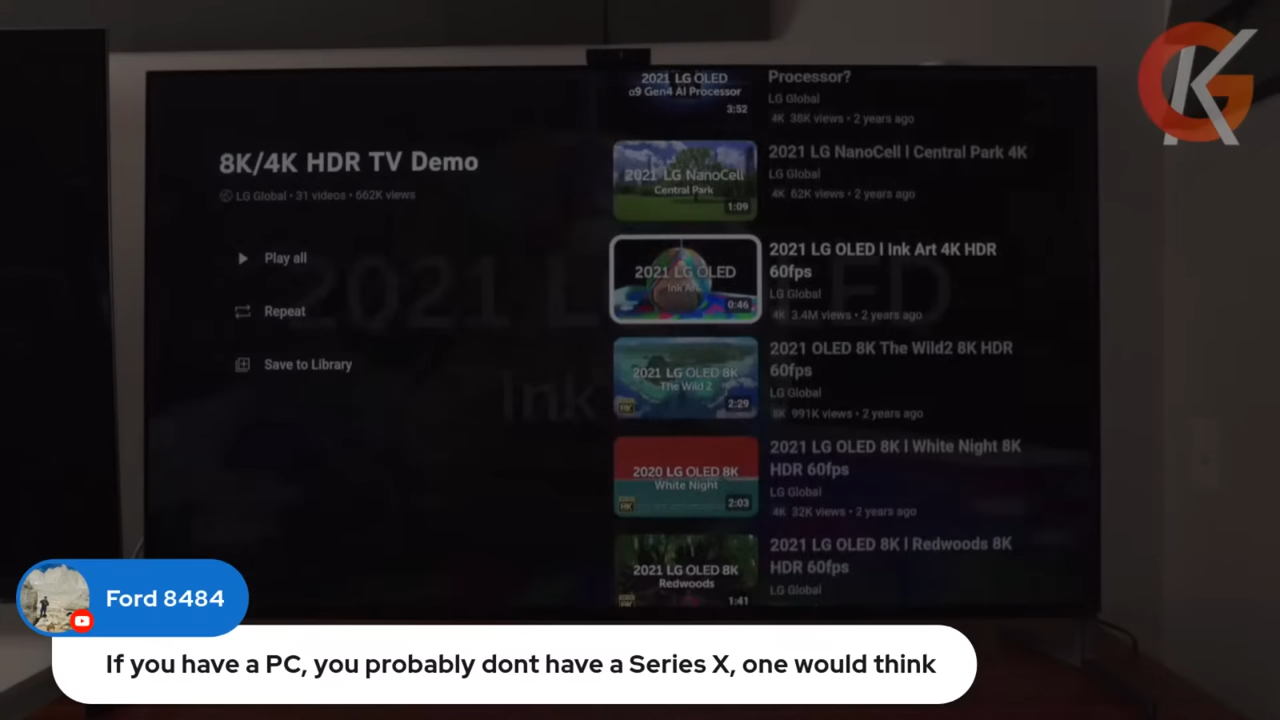 8K/4K HDR TV Demo
LG Global • 31 videos • 662K views
Play all
Repeat
Save to Library
2021 LG OLED
Ink
2021 LG OLED
α9 Gen4 AI Processor
3:52
Processor?
LG Global
4K 38K views • 2 years ago
2021 LG NanoCell
Central Park
1:09
2021 LG NanoCell l Central Park 4K
LG Global
4K 62K views • 2 years ago
2021 LG OLED
Ink Art
0:46
2021 LG OLED l Ink Art 4K HDR
60fps
LG Global
4K 3.4M views • 2 years ago
2021 LG OLED 8K
The Wild 2
8K
2:29
2021 OLED 8K The Wild2 8K HDR
60fps
LG Global
8K 991K views • 2 years ago
2020 LG OLED 8K
White Night
8K
2:03
2021 LG OLED 8K l White Night 8K
HDR 60fps
LG Global
4K 32K views • 2 years ago
2021 LG OLED 8K
Redwoods
8K
1:41
2021 LG OLED 8K l Redwoods 8K
HDR 60fps
LG Global
GK
Ford 8484
If you have a PC, you probably dont have a Series X, one would think